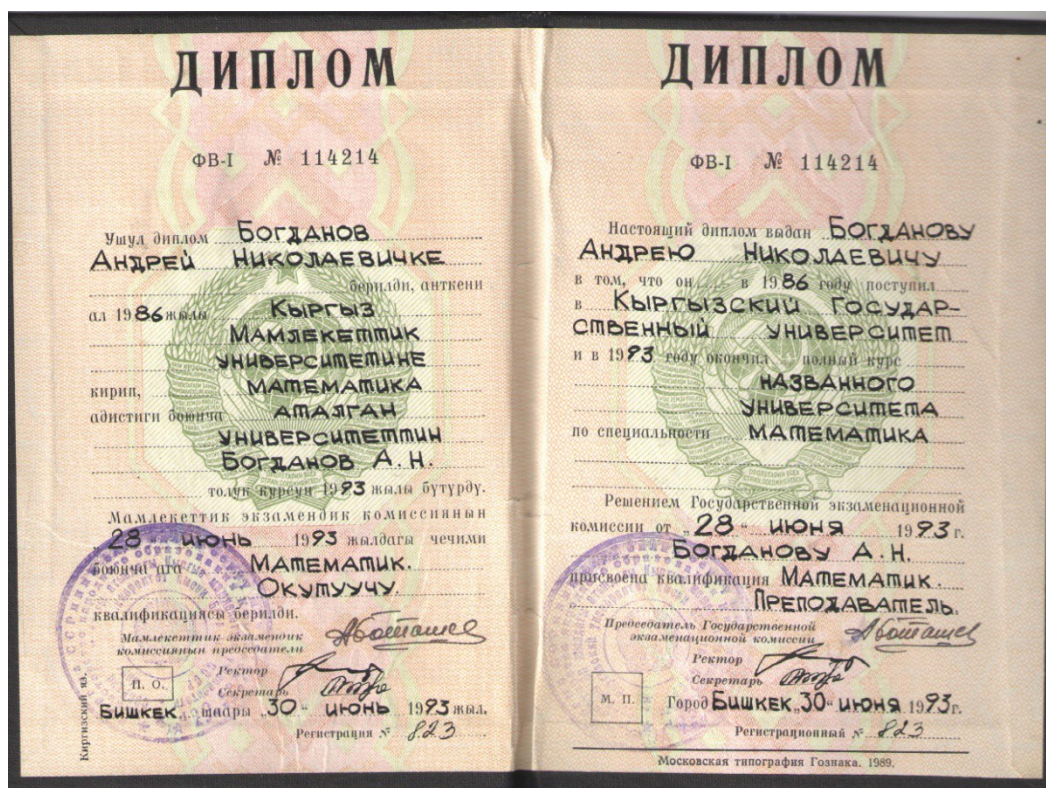 ДИПЛОМ
ФВ-I № 114214
Ушул диплом БОГДАНОВ
АНДРЕЙ НИКОЛАЕВИЧКЕ
берилди, анткени
ал 1986 жылы КЫРГЫЗ
МАМЛЕКЕТТИК
УНИВЕРСИТЕТИНЕ
кирип, МАТЕМАТИКА
адистиги боюнча АТАЛГАН
УНИВЕРСИТЕТТИН
БОГДАНОВ А.Н.
толук курсун 1993 жылы бүтүрдү.
Мамлекеттик экзамендик комиссиянын
28 июнь 1993 жылдагы чечими
боюнча ага МАТЕМАТИК.
ОКУТУУЧУ.
квалификациясы берилди.
Мамлекеттик экзамендик
комиссиянын председатели
Ректор
Секретарь
П. О.
БИШКЕК шаары „30“ июнь 1993 жыл.
Регистрация № 823
Киргизский яз.
ДИПЛОМ
ФВ-I № 114214
Настоящий диплом выдан БОГДАНОВУ
АНДРЕЮ НИКОЛАЕВИЧУ
в том, что он в 1986 году поступил
в КЫРГЫЗСКИЙ ГОСУДАР-
СТВЕННЫЙ УНИВЕРСИТЕТ
и в 1993 году окончил полный курс
НАЗВАННОГО
УНИВЕРСИТЕТА
по специальности МАТЕМАТИКА
Решением Государственной экзаменационной
комиссии от „28“ июня 1993 г.
БОГДАНОВУ А.Н.
присвоена квалификация МАТЕМАТИК.
ПРЕПОДАВАТЕЛЬ.
Председатель Государственной
экзаменационной комиссии
Ректор
Секретарь
М. П.
Город БИШКЕК „30“ июня 1993 г.
Регистрационный № 823
Московская типография Гознака. 1989.